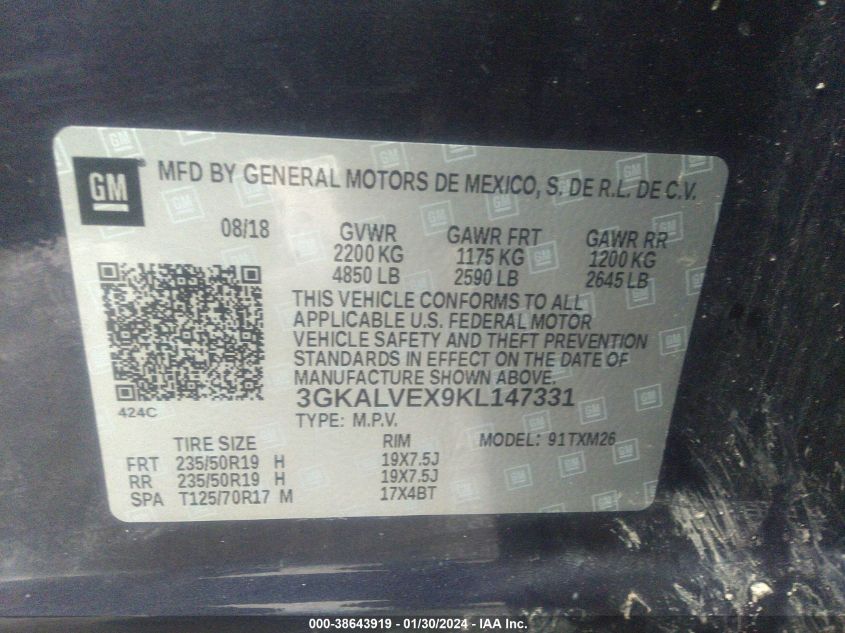 GM MFD BY GENERAL MOTORS DE MEXICO, S. DE R.L. DE C.V.
08/18 GVWR GAWR FRT GAWR RR
2200 KG 1175 KG 1200 KG
4850 LB 2590 LB 2645 LB
THIS VEHICLE CONFORMS TO ALL
APPLICABLE U.S. FEDERAL MOTOR
VEHICLE SAFETY AND THEFT PREVENTION
STANDARDS IN EFFECT ON THE DATE OF
MANUFACTURE SHOWN ABOVE.
3GKALVEX9KL147331
424C
TYPE: M.P.V.
TIRE SIZE RIM MODEL: 91TXM26
FRT 235/50R19 H 19X7.5J
RR 235/50R19 H 19X7.5J
SPA T125/70R17 M 17X4BT
000-38643919 - 01/30/2024 - IAA Inc.